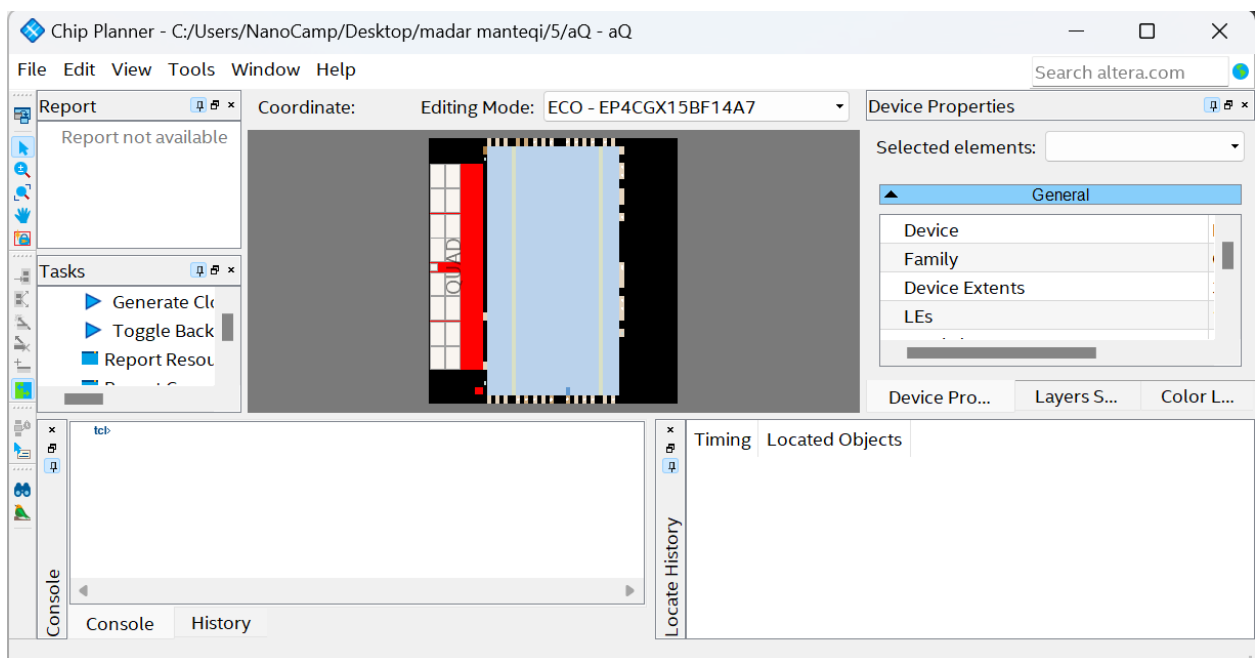 Chip Planner - C:/Users/NanoCamp/Desktop/madar manteqi/5/aQ - aQ
File Edit View Tools Window Help
Search altera.com
Report
Report not available
Coordinate:
Editing Mode: ECO - EP4CGX15BF14A7
Device Properties
Selected elements:
General
Device
Family
Device Extents
LEs
Device Pro...
Layers S...
Color L...
Tasks
Generate Clo
Toggle Back
Report Resou
QUAD
tcl>
Console
Console
History
Timing
Located Objects
Locate History